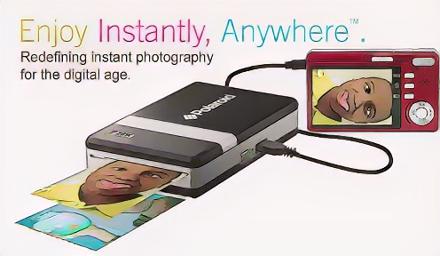 Enjoy Instantly, Anywhere™.
Redefining instant photography
for the digital age.
Polaroid